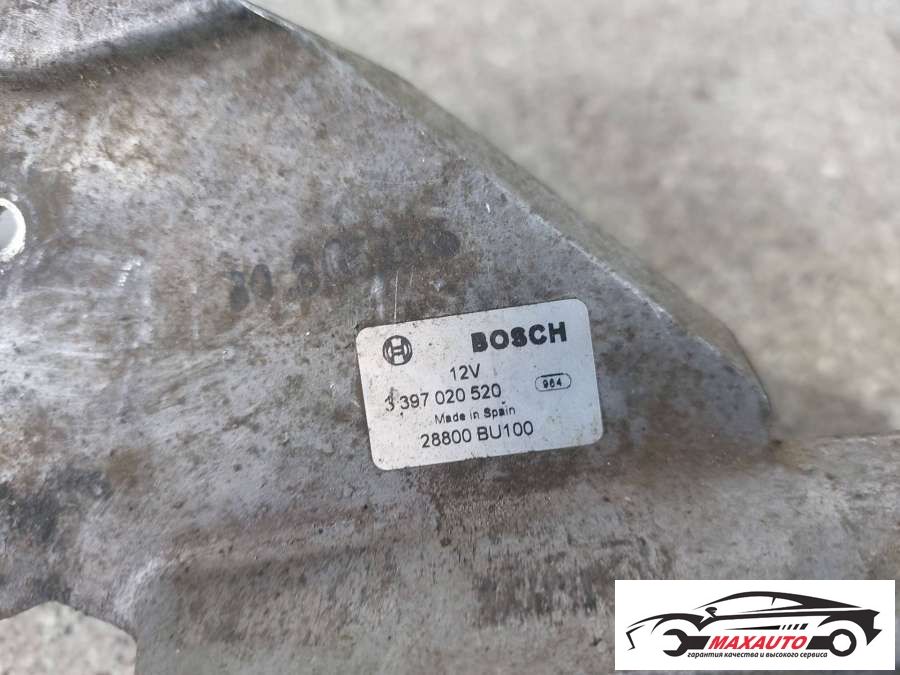 BOSCH
12V
3 397 020 520
964
Made in Spain
28800 BU100
MAXAUTO
гарантия качества и высокого сервиса